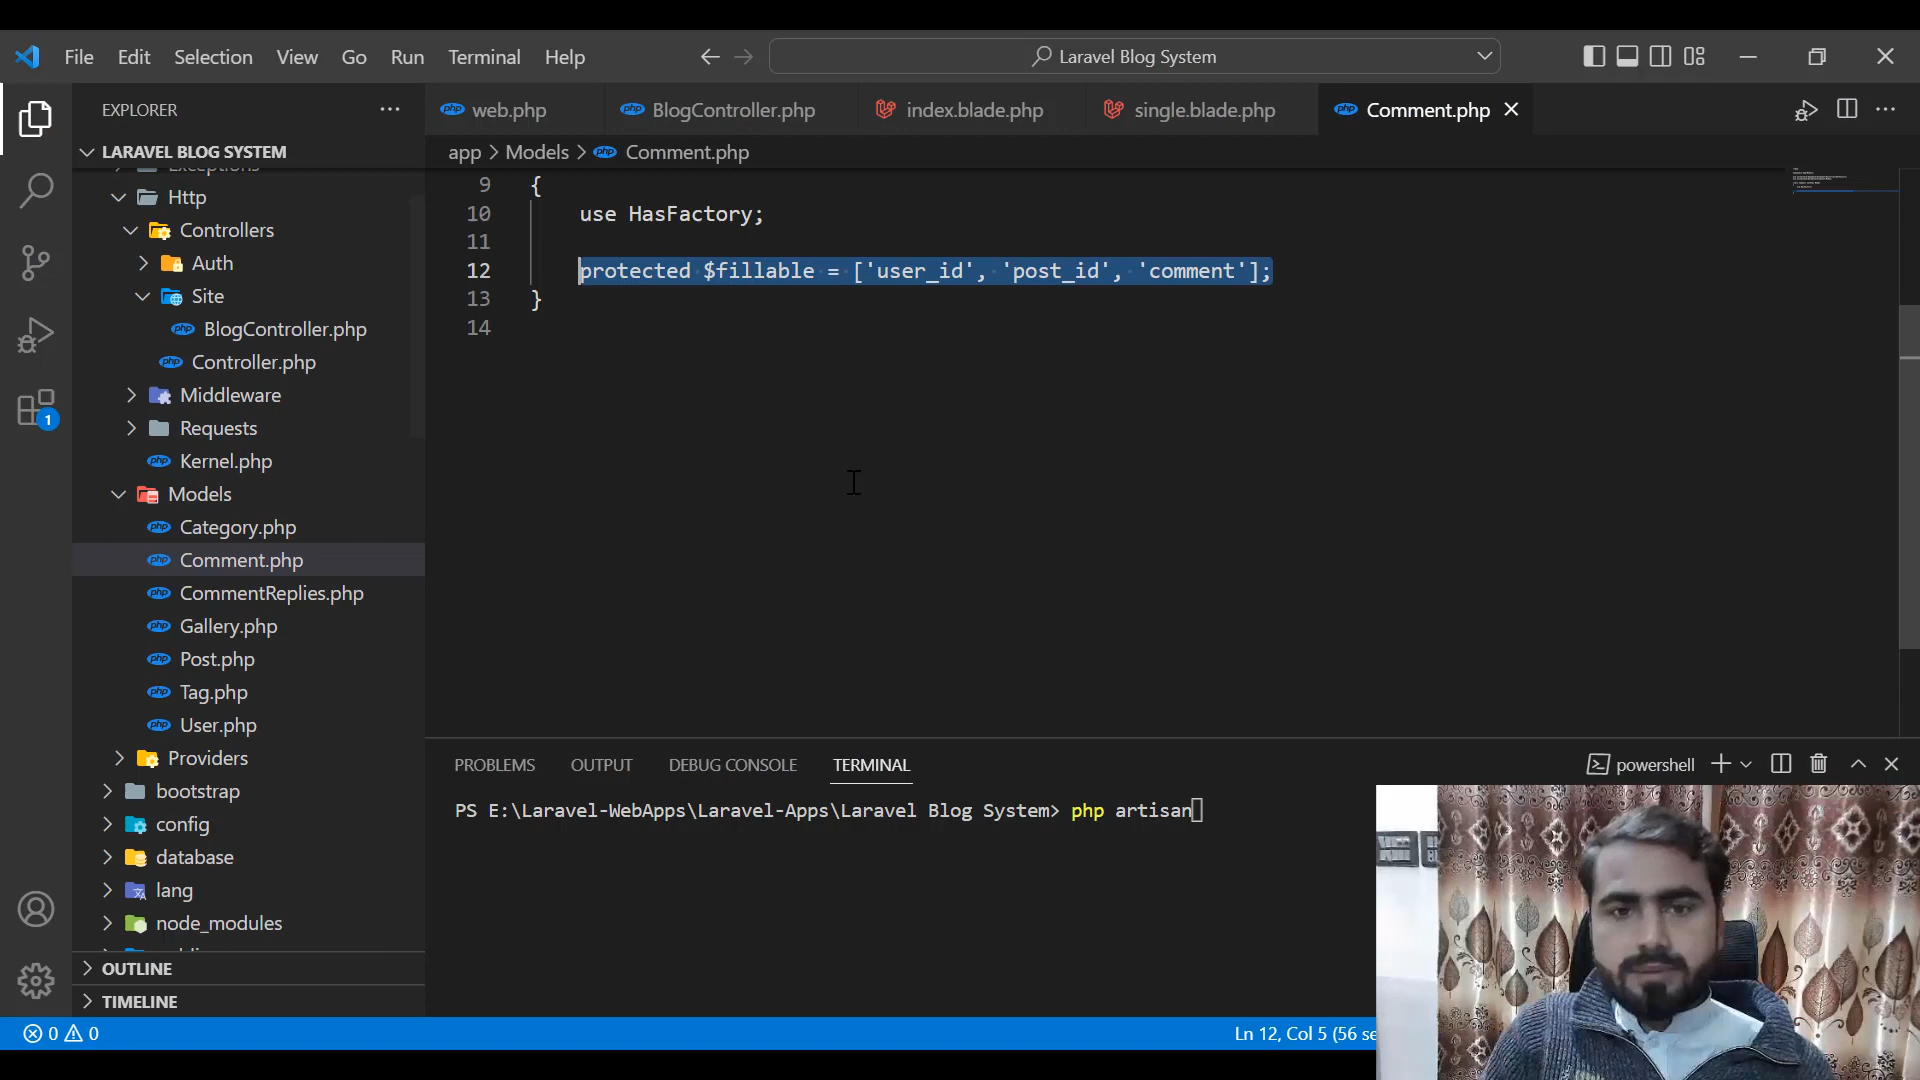 File Edit Selection View Go Run Terminal Help
Laravel Blog System
EXPLORER
web.php
BlogController.php
index.blade.php
single.blade.php
Comment.php
LARAVEL BLOG SYSTEM
app > Models > Comment.php
Exceptions
Http
Controllers
Auth
Site
BlogController.php
Controller.php
Middleware
Requests
Kernel.php
Models
Category.php
Comment.php
CommentReplies.php
Gallery.php
Post.php
Tag.php
User.php
Providers
bootstrap
config
database
lang
node_modules
OUTLINE
TIMELINE
1
9 {
10 use HasFactory;
11
12 protected $fillable = ['user_id', 'post_id', 'comment'];
13 }
14
PROBLEMS OUTPUT DEBUG CONSOLE TERMINAL
powershell
PS E:\Laravel-WebApps\Laravel-Apps\Laravel Blog System> php artisan
0 0
Ln 12, Col 5 (56 se